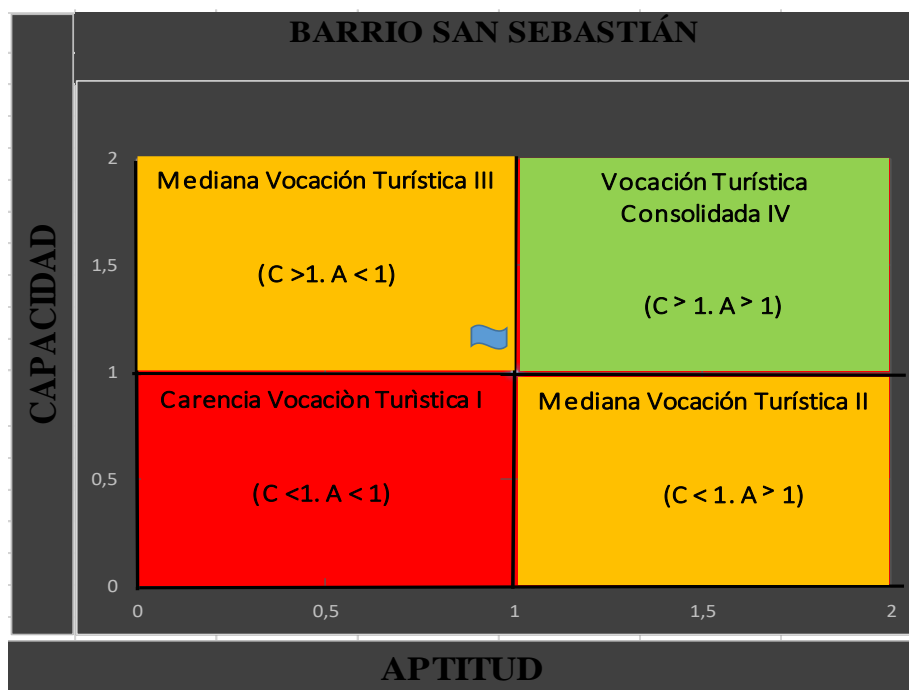 BARRIO SAN SEBASTIÁN
CAPACIDAD
2
1,5
1
0,5
0
Mediana Vocación Turística III
(C >1. A < 1)
Vocación Turística
Consolidada IV
(C > 1. A > 1)
Carencia Vocaciòn Turìstica I
(C <1. A < 1)
Mediana Vocación Turística II
(C < 1. A > 1)
0
0,5
1
1,5
2
APTITUD